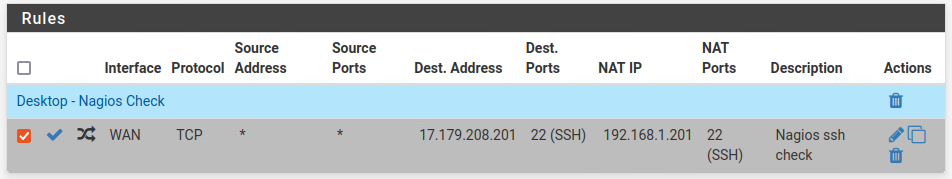 Rules
Interface Protocol Source Address Source Ports Dest. Address Dest. Ports NAT IP NAT Ports Description Actions
Desktop - Nagios Check
WAN TCP * * 17.179.208.201 22 (SSH) 192.168.1.201 22 (SSH) Nagios ssh check